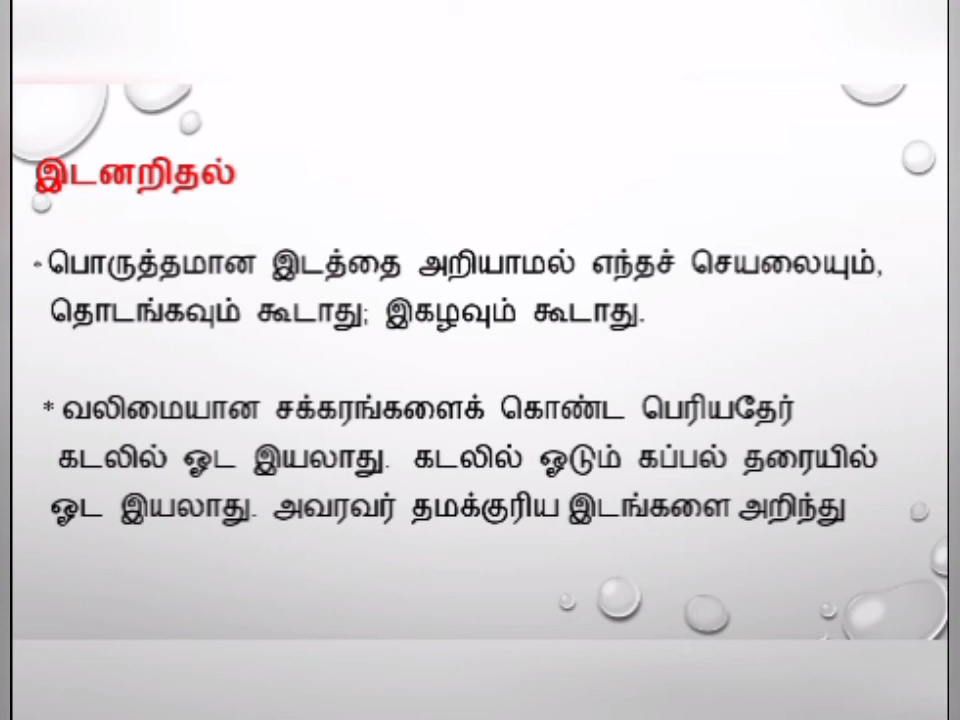 இடனறிதல்
• பொருத்தமான இடத்தை அறியாமல் எந்தச் செயலையும்,
தொடங்கவும் கூடாது; இகழவும் கூடாது.
* வலிமையான சக்கரங்களைக் கொண்ட பெரியதேர்
கடலில் ஓட இயலாது. கடலில் ஓடும் கப்பல் தரையில்
ஓட இயலாது. அவரவர் தமக்குரிய இடங்களை அறிந்து